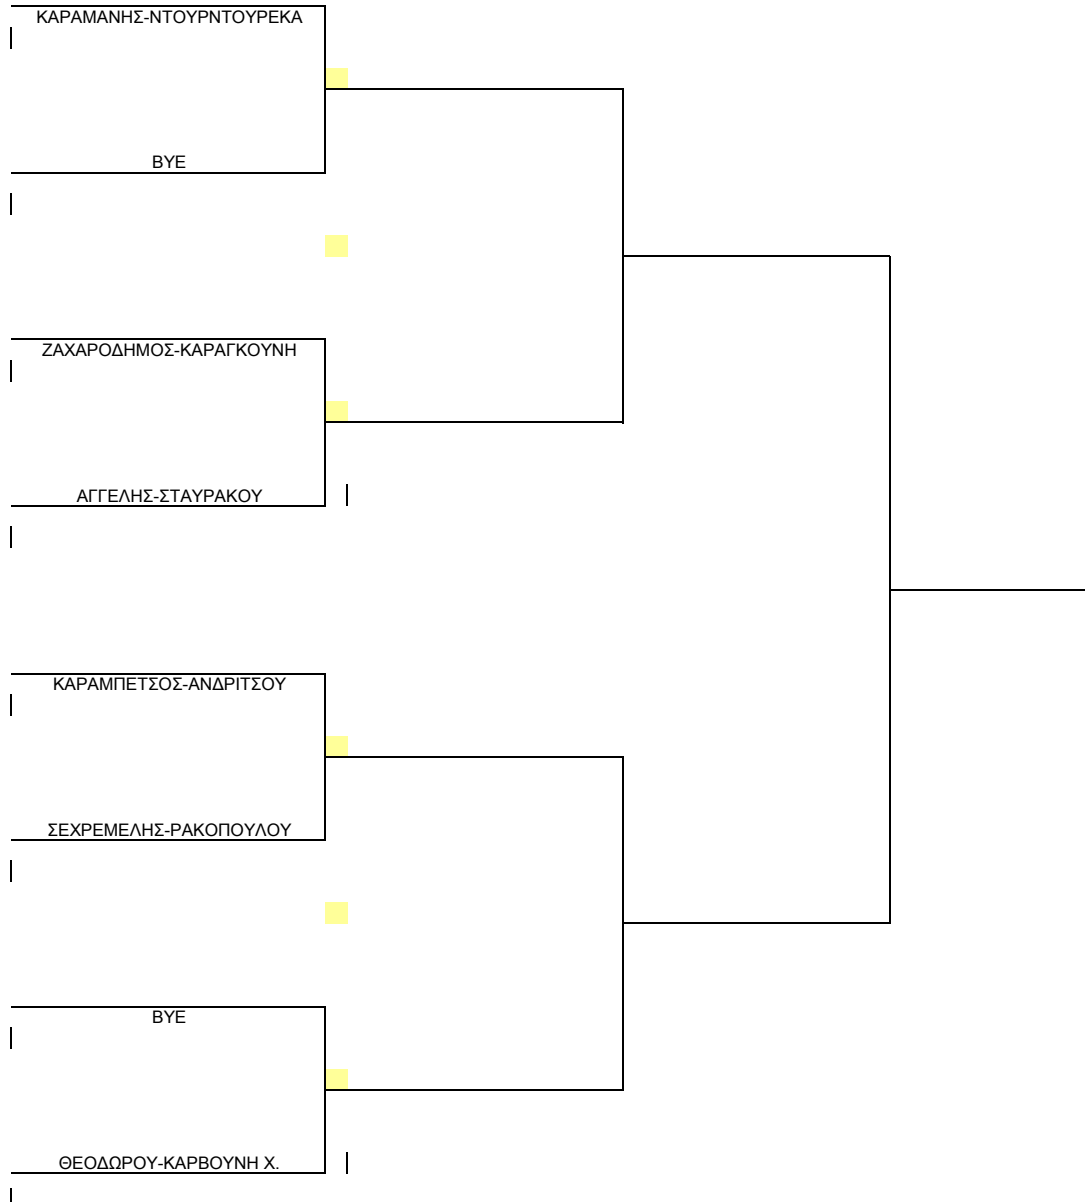 ΚΑΡΑΜΑΝΗΣ-ΝΤΟΥΡΝΤΟΥΡΕΚΑ
BYE
ΖΑΧΑΡΟΔΗΜΟΣ-ΚΑΡΑΓΚΟΥΝΗ
ΑΓΓΕΛΗΣ-ΣΤΑΥΡΑΚΟΥ
ΚΑΡΑΜΠΕΤΣΟΣ-ΑΝΔΡΙΤΣΟΥ
ΣΕΧΡΕΜΕΛΗΣ-ΡΑΚΟΠΟΥΛΟΥ
BYE
ΘΕΟΔΩΡΟΥ-ΚΑΡΒΟΥΝΗ Χ.